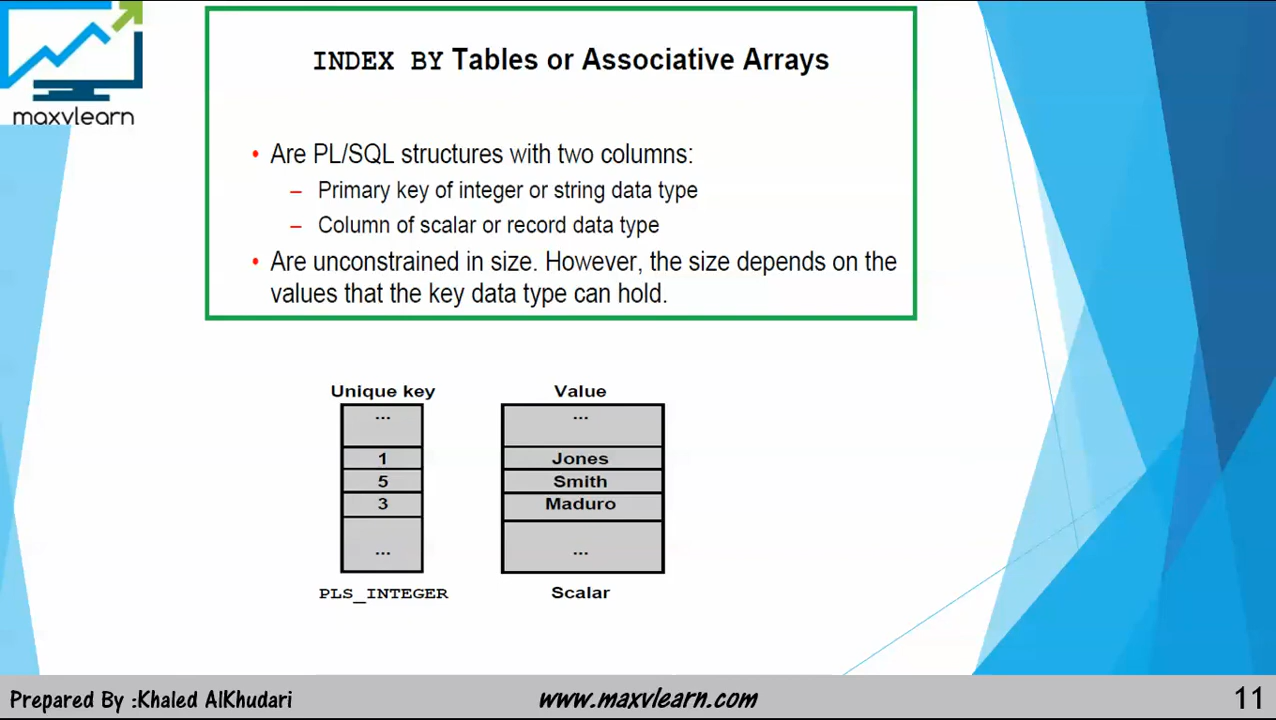 maxvlearn
INDEX BY Tables or Associative Arrays
• Are PL/SQL structures with two columns:
– Primary key of integer or string data type
– Column of scalar or record data type
• Are unconstrained in size. However, the size depends on the
values that the key data type can hold.
Unique key Value
... ...
1 Jones
5 Smith
3 Maduro
... ...
PLS_INTEGER Scalar
Prepared By :Khaled AlKhudari www.maxvlearn.com 11